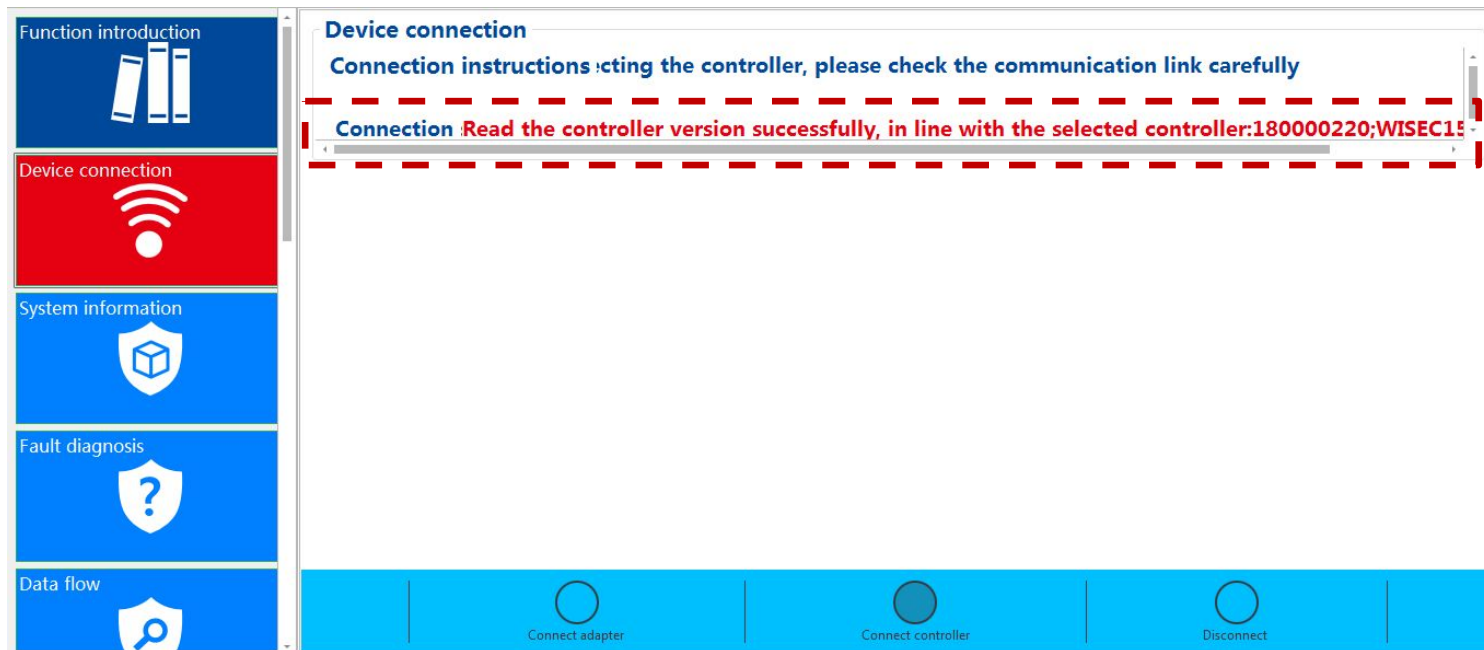 Function introduction
Device connection
System information
Fault diagnosis
?
Data flow
Device connection
Connection instructions :cting the controller, please check the communication link carefully
Connection :Read the controller version successfully, in line with the selected controller:180000220;WISEC15
Connect adapter
Connect controller
Disconnect